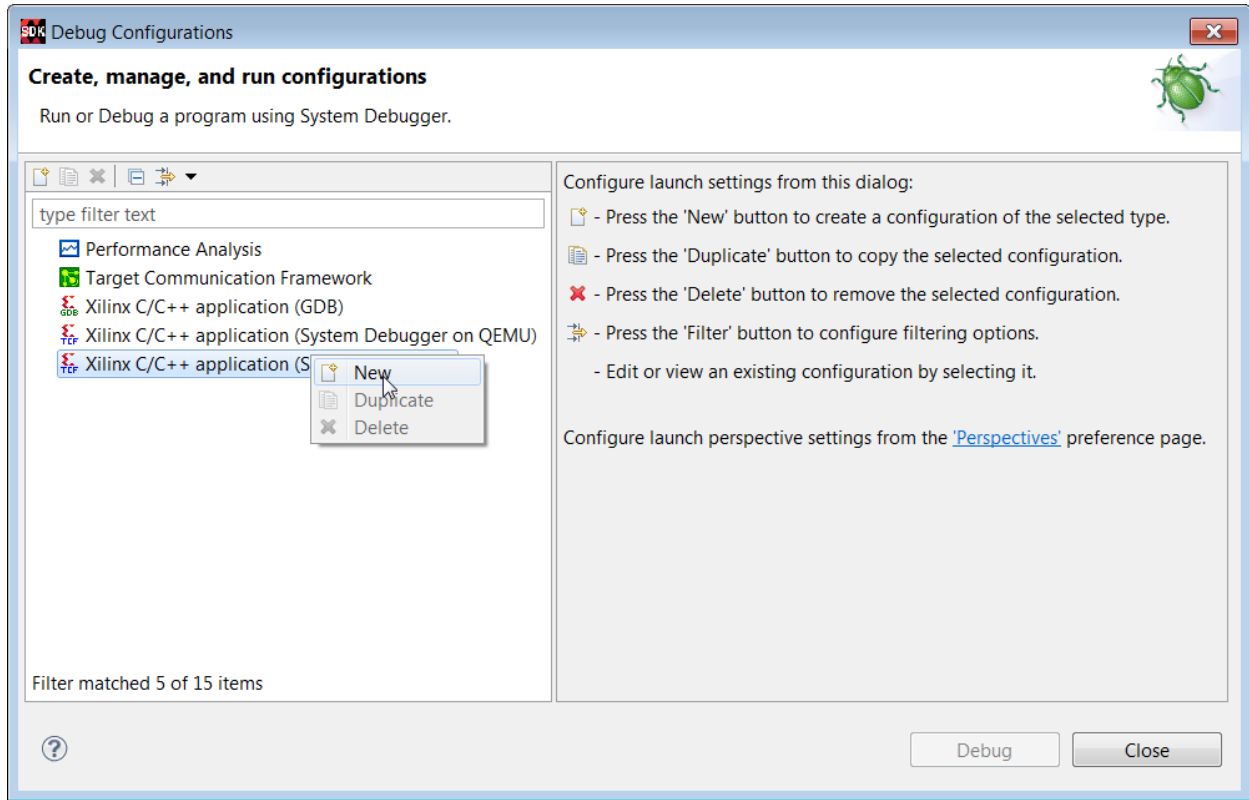 SDK Debug Configurations
Create, manage, and run configurations
Run or Debug a program using System Debugger.
type filter text
Performance Analysis
Target Communication Framework
GDB Xilinx C/C++ application (GDB)
TCF Xilinx C/C++ application (System Debugger on QEMU)
TCF Xilinx C/C++ application (S
New
Duplicate
Delete
Filter matched 5 of 15 items
Configure launch settings from this dialog:
- Press the 'New' button to create a configuration of the selected type.
- Press the 'Duplicate' button to copy the selected configuration.
- Press the 'Delete' button to remove the selected configuration.
- Press the 'Filter' button to configure filtering options.
- Edit or view an existing configuration by selecting it.
Configure launch perspective settings from the 'Perspectives' preference page.
? Debug Close